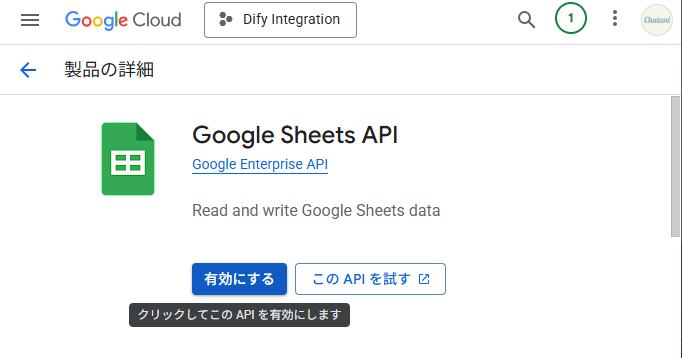 Google Cloud
Dify Integration
1
Chatani
製品の詳細
Google Sheets API
Google Enterprise API
Read and write Google Sheets data
有効にする
この API を試す
クリックしてこの API を有効にします